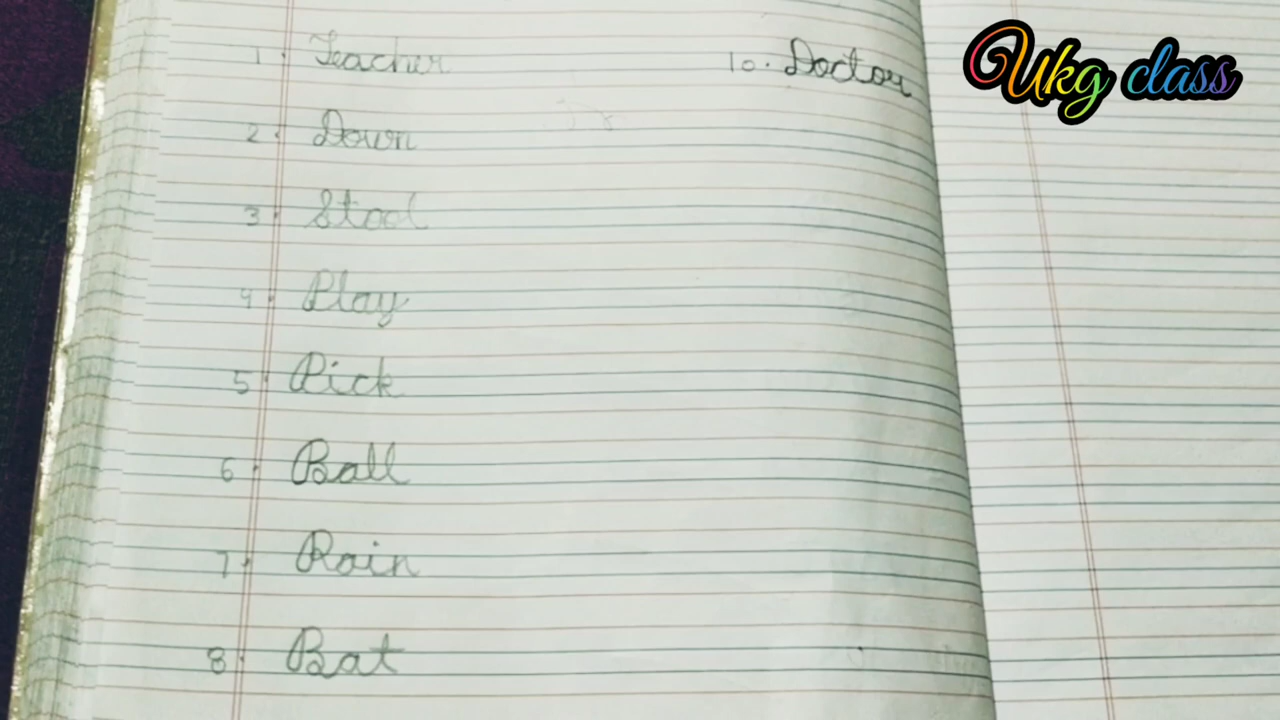 1. Teacher
2. Down
3. Stool
4. Play
5. Pick
6. Ball
7. Rain
8. Bat
10. Doctor
Ukg class